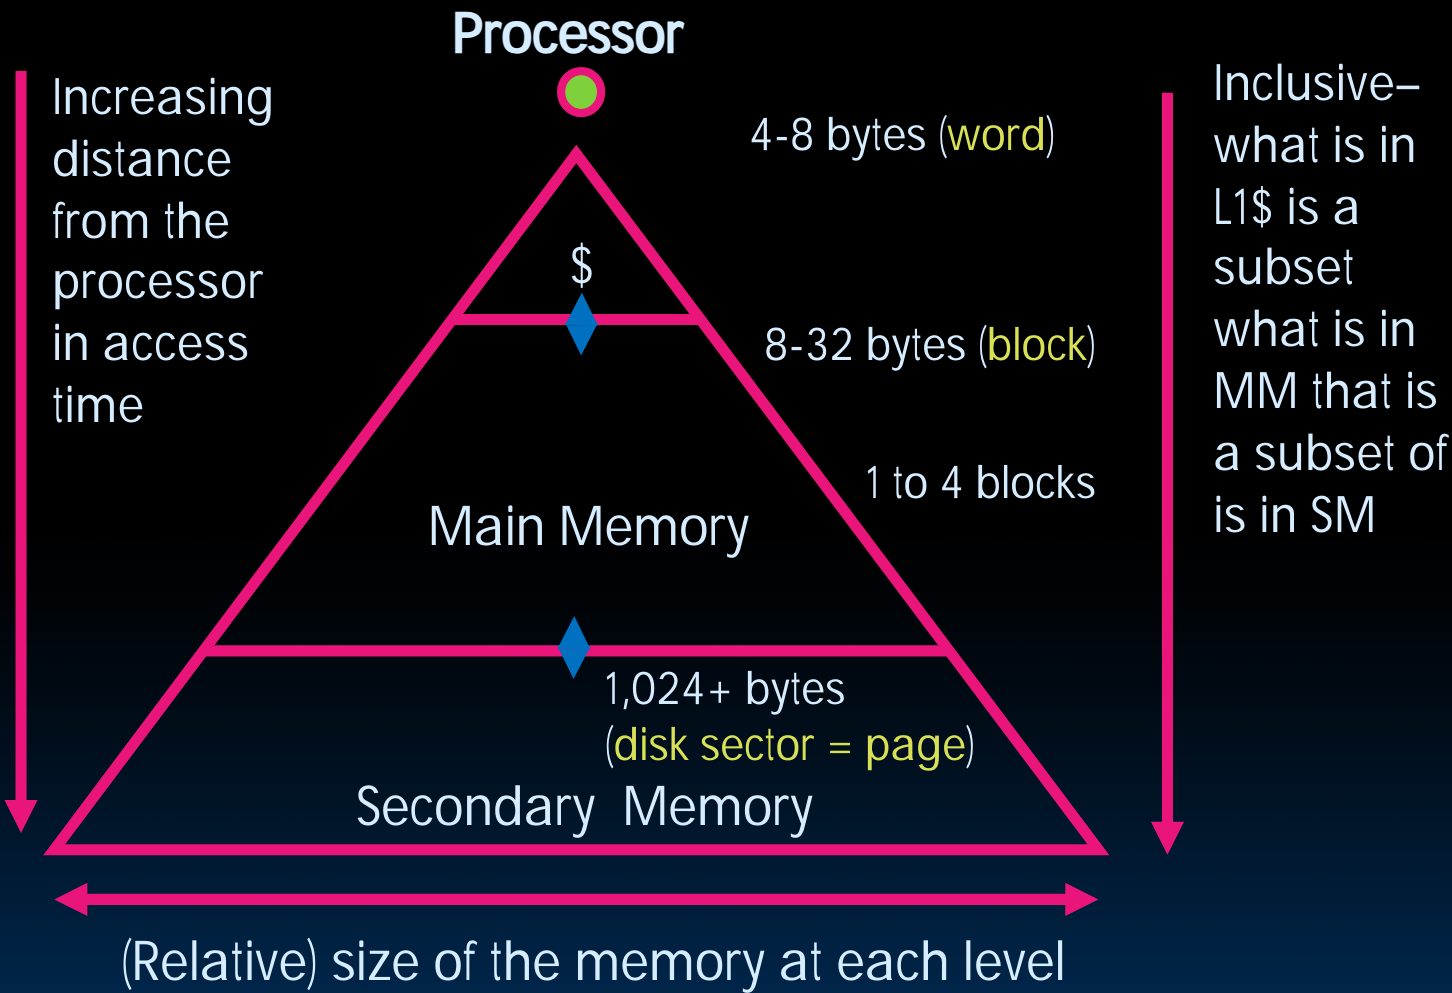 Processor
Increasing
distance
from the
processor
in access
time
4-8 bytes (word)
$
8-32 bytes (block)
1 to 4 blocks
Main Memory
1,024+ bytes
(disk sector = page)
Secondary Memory
Inclusive–
what is in
L1$ is a
subset
what is in
MM that is
a subset of
is in SM
(Relative) size of the memory at each level